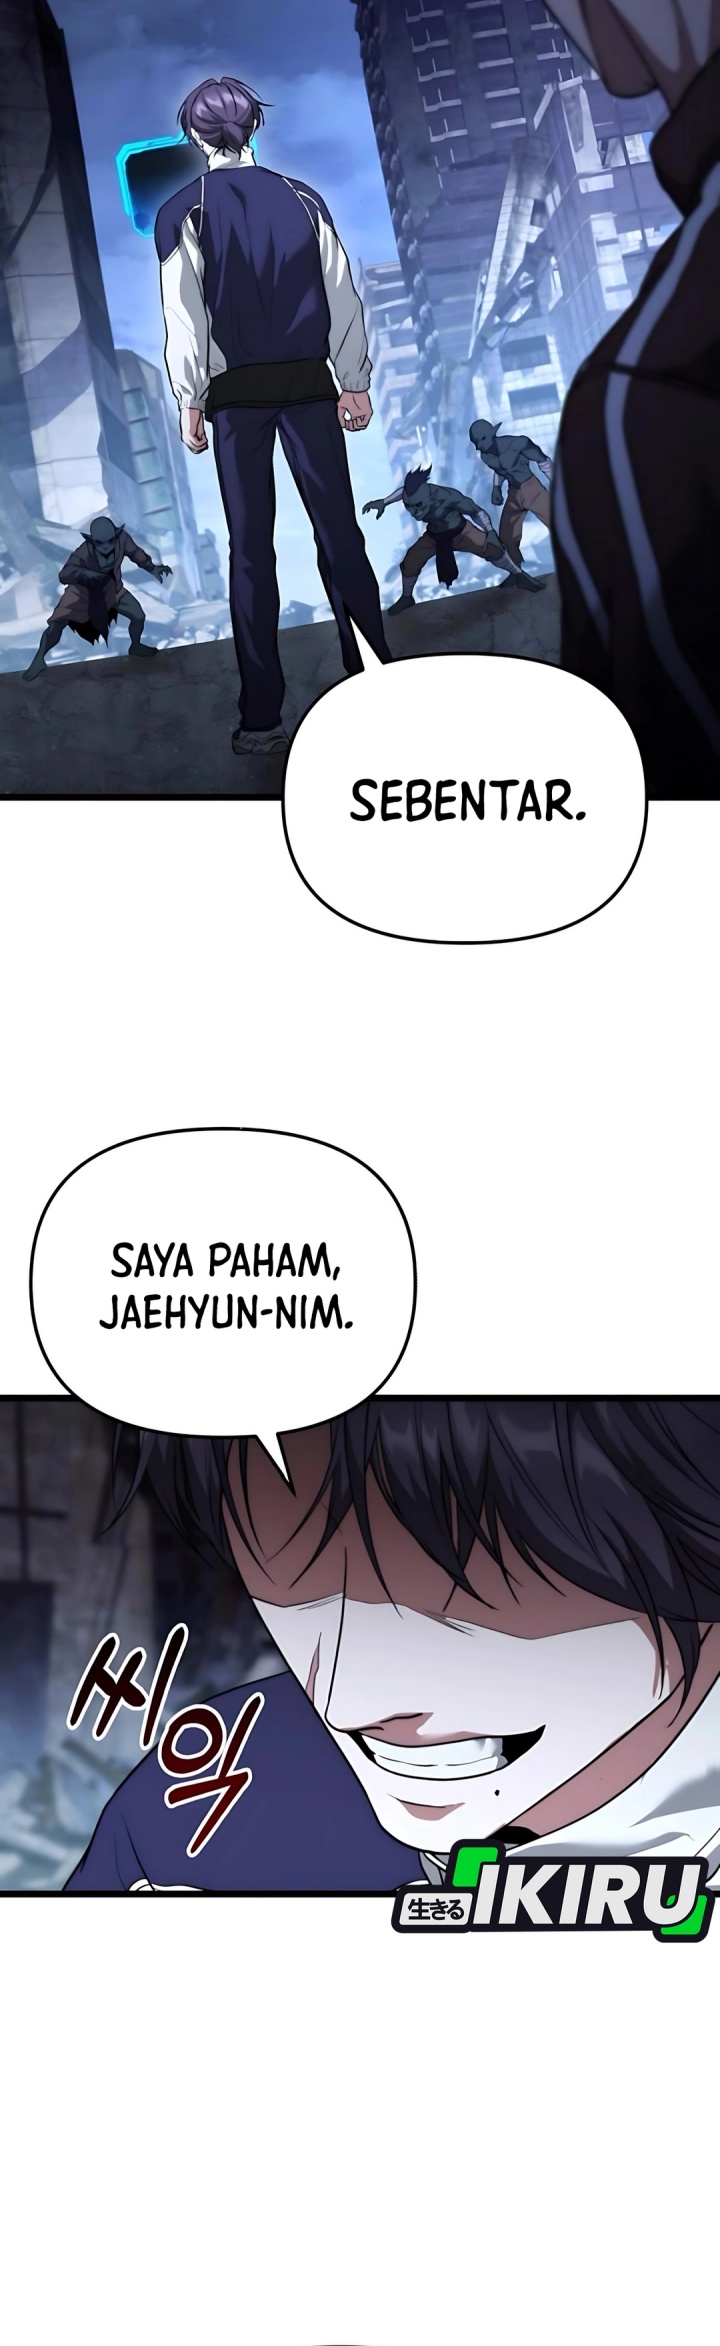 SEBENTAR.
SAYA PAHAM,
JAEHYUN-NIM.
씨익
生きる IKIRU